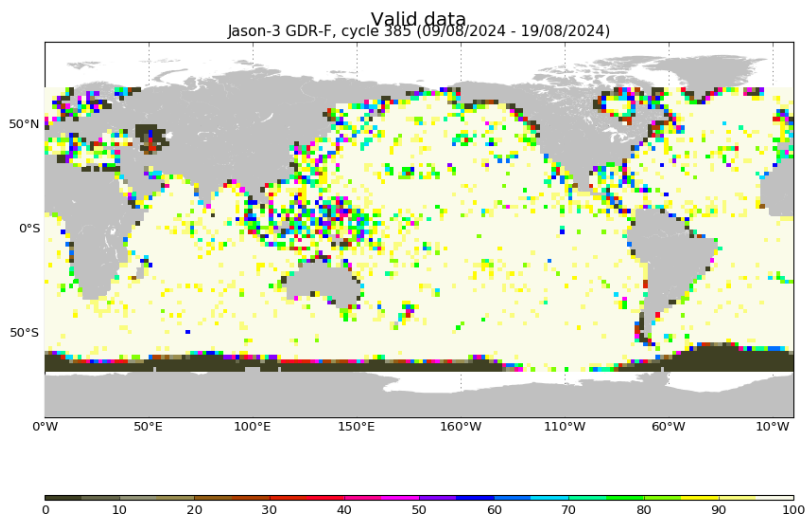 Valid data
Jason-3 GDR-F, cycle 385 (09/08/2024 - 19/08/2024)
50°N
0°S
50°S
0°W 50°E 100°E 150°E 160°W 110°W 60°W 10°W
0 10 20 30 40 50 60 70 80 90 100